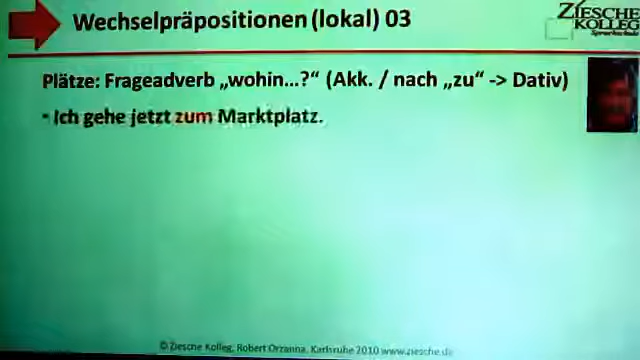 Wechselpräpositionen (lokal) 03
ZIESCHE
KOLLEG
Sprachschule
Plätze: Frageadverb „wohin...?“ (Akk. / nach „zu“ -> Dativ)
• Ich gehe jetzt zum Marktplatz.
© Ziesche Kolleg, Robert Orzanna, Karlsruhe 2010 www.ziesche.de